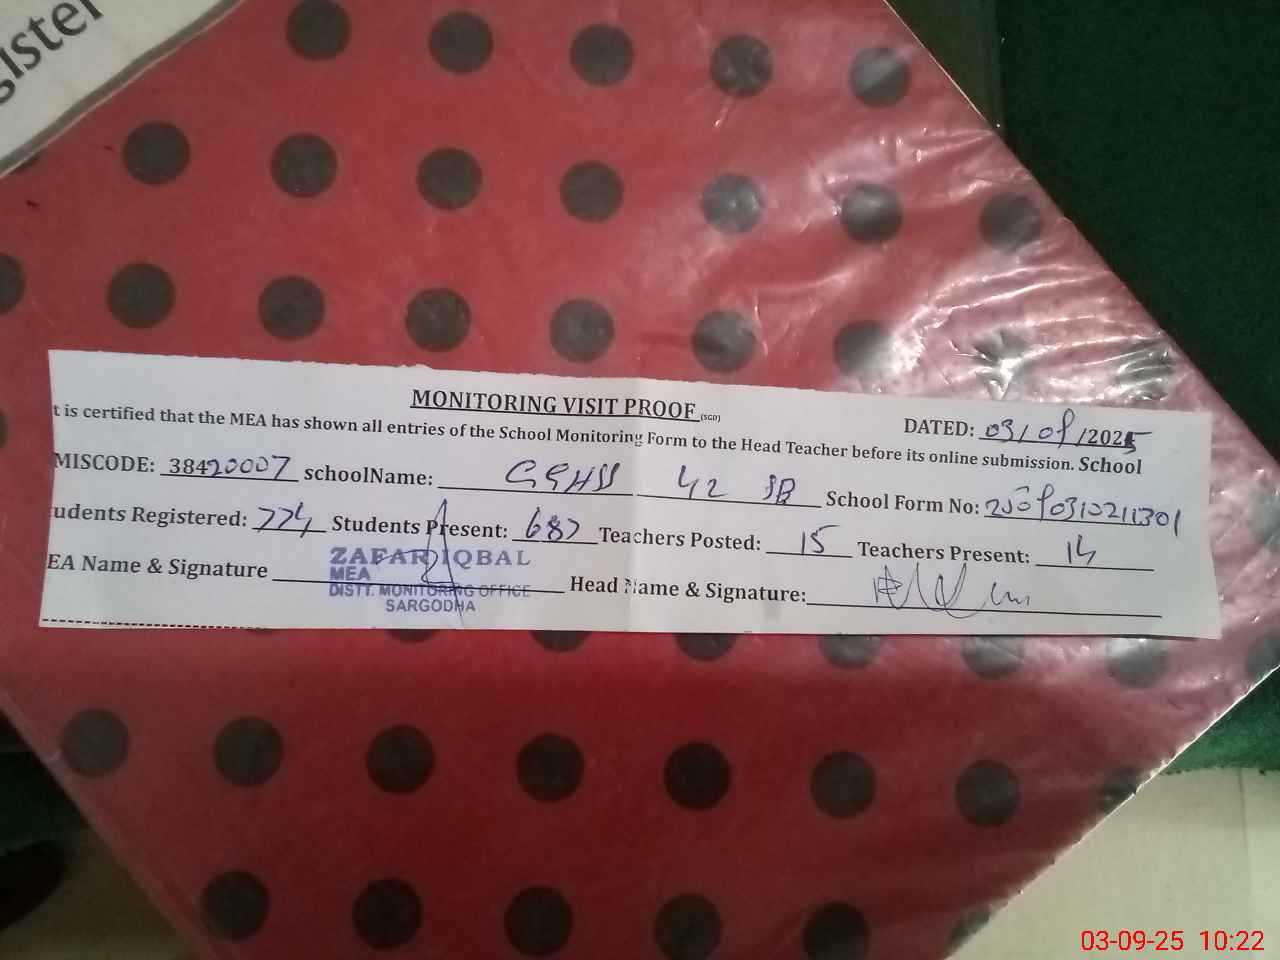 gister
MONITORING VISIT PROOF (SGD)
DATED: 03/09/2025
t is certified that the MEA has shown all entries of the School Monitoring Form to the Head Teacher before its online submission. School
MISCODE: 38420007 schoolName: GGHSS 42 SB School Form No: 25090310211301
udents Registered: 774 Students Present: 687 Teachers Posted: 15 Teachers Present: 14
EA Name & Signature Head Name & Signature:
ZAFAR IQBAL
MEA
DISTT. MONITORING OFFICE
SARGODHA
03-09-25 10:22